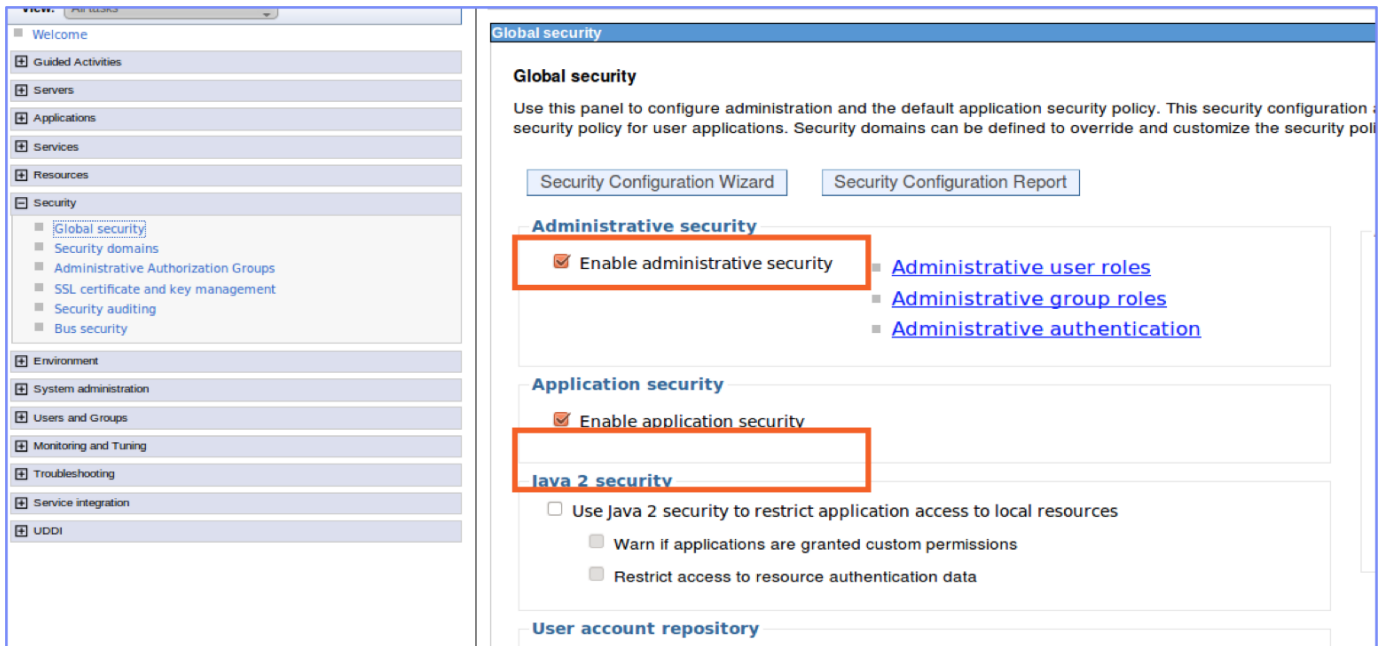 View: All tasks
Welcome
Guided Activities
Servers
Applications
Services
Resources
Security
Global security
Security domains
Administrative Authorization Groups
SSL certificate and key management
Security auditing
Bus security
Environment
System administration
Users and Groups
Monitoring and Tuning
Troubleshooting
Service integration
UDDI
Global security
Global security
Use this panel to configure administration and the default application security policy. This security configuration
security policy for user applications. Security domains can be defined to override and customize the security
Security Configuration Wizard Security Configuration Report
Administrative security
Enable administrative security
Administrative user roles
Administrative group roles
Administrative authentication
Application security
Enable application security
Java 2 security
Use Java 2 security to restrict application access to local resources
Warn if applications are granted custom permissions
Restrict access to resource authentication data
User account repository